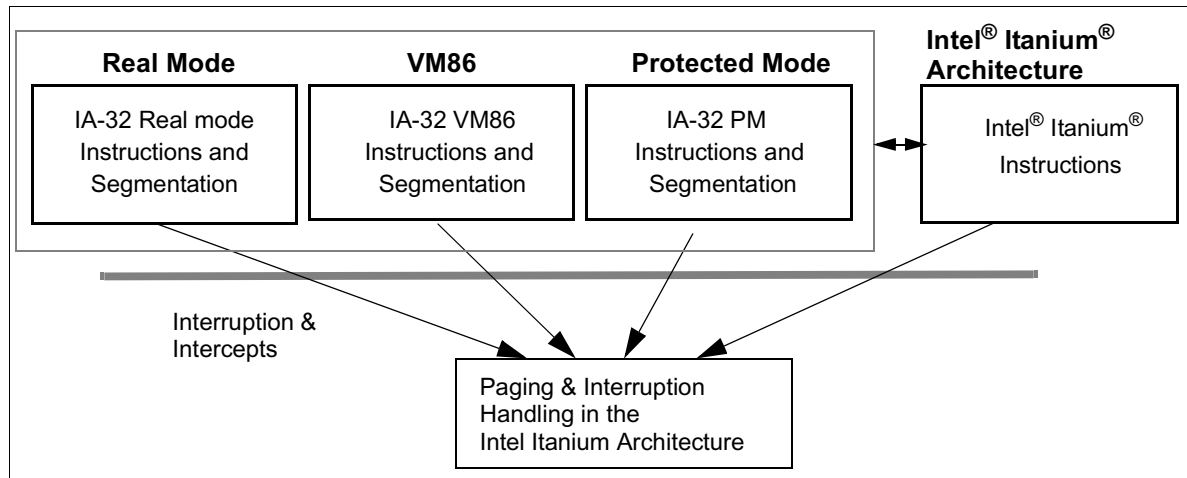 Real Mode
VM86
Protected Mode
Intel® Itanium®
Architecture
IA-32 Real mode
Instructions and
Segmentation
IA-32 VM86
Instructions and
Segmentation
IA-32 PM
Instructions and
Segmentation
Intel® Itanium®
Instructions
Interruption &
Intercepts
Paging & Interruption
Handling in the
Intel Itanium Architecture